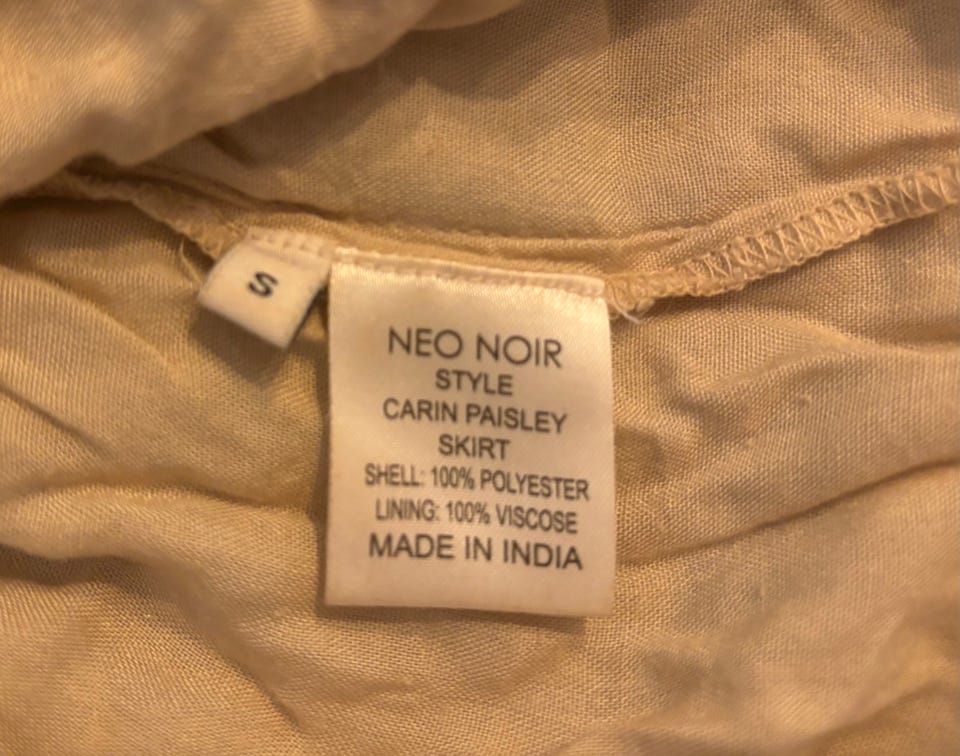 S
NEO NOIR
STYLE
CARIN PAISLEY
SKIRT
SHELL: 100% POLYESTER
LINING: 100% VISCOSE
MADE IN INDIA